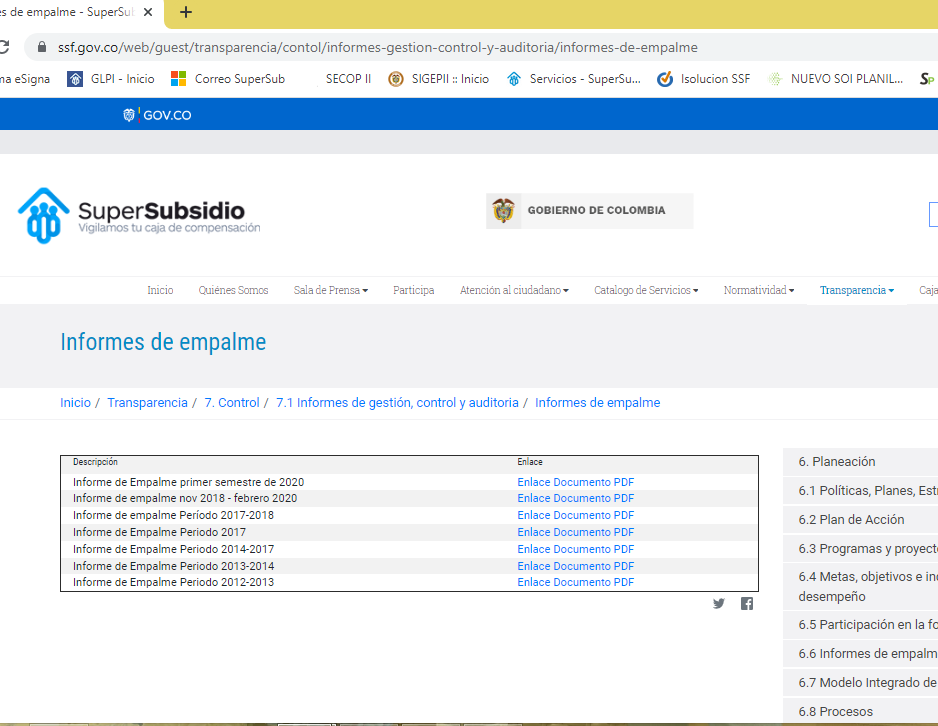 es de empalme - SuperSub
ssf.gov.co/web/guest/transparencia/contol/informes-gestion-control-y-auditoria/informes-de-empalme
ma eSigna GLPI - Inicio Correo SuperSub SECOP II SIGEPII :: Inicio Servicios - SuperSu... Isolucion SSF NUEVO SOI PLANIL...
GOV.CO
SuperSubsidio
Vigilamos tu caja de compensación
GOBIERNO DE COLOMBIA
Inicio Quiénes Somos Sala de Prensa Participa Atención al ciudadano Catalogo de Servicios Normatividad Transparencia Caja
Informes de empalme
Inicio / Transparencia / 7. Control / 7.1 Informes de gestión, control y auditoria / Informes de empalme
Descripción Enlace
Informe de Empalme primer semestre de 2020 Enlace Documento PDF
Informe de empalme nov 2018 - febrero 2020 Enlace Documento PDF
Informe de empalme Período 2017-2018 Enlace Documento PDF
Informe de Empalme Periodo 2017 Enlace Documento PDF
Informe de Empalme Periodo 2014-2017 Enlace Documento PDF
Informe de Empalme Periodo 2013-2014 Enlace Documento PDF
Informe de Empalme Periodo 2012-2013 Enlace Documento PDF
6. Planeación
6.1 Políticas, Planes, Estr
6.2 Plan de Acción
6.3 Programas y proyecto
6.4 Metas, objetivos e ind
desempeño
6.5 Participación en la fo
6.6 Informes de empalm
6.7 Modelo Integrado de
6.8 Procesos